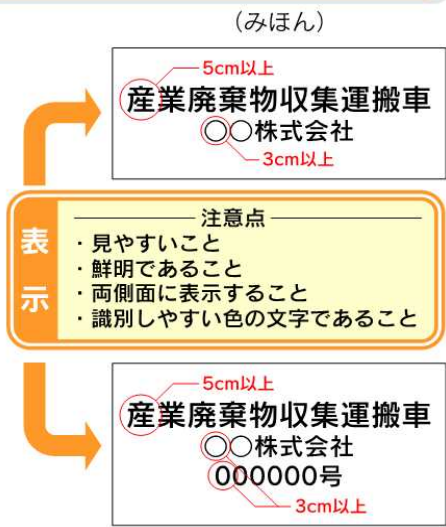 （みほん）
5cm以上
産業廃棄物収集運搬車
○○株式会社
3cm以上
表示
注意点
・見やすいこと
・鮮明であること
・両側面に表示すること
・識別しやすい色の文字であること
5cm以上
産業廃棄物収集運搬車
○○株式会社
000000号
3cm以上